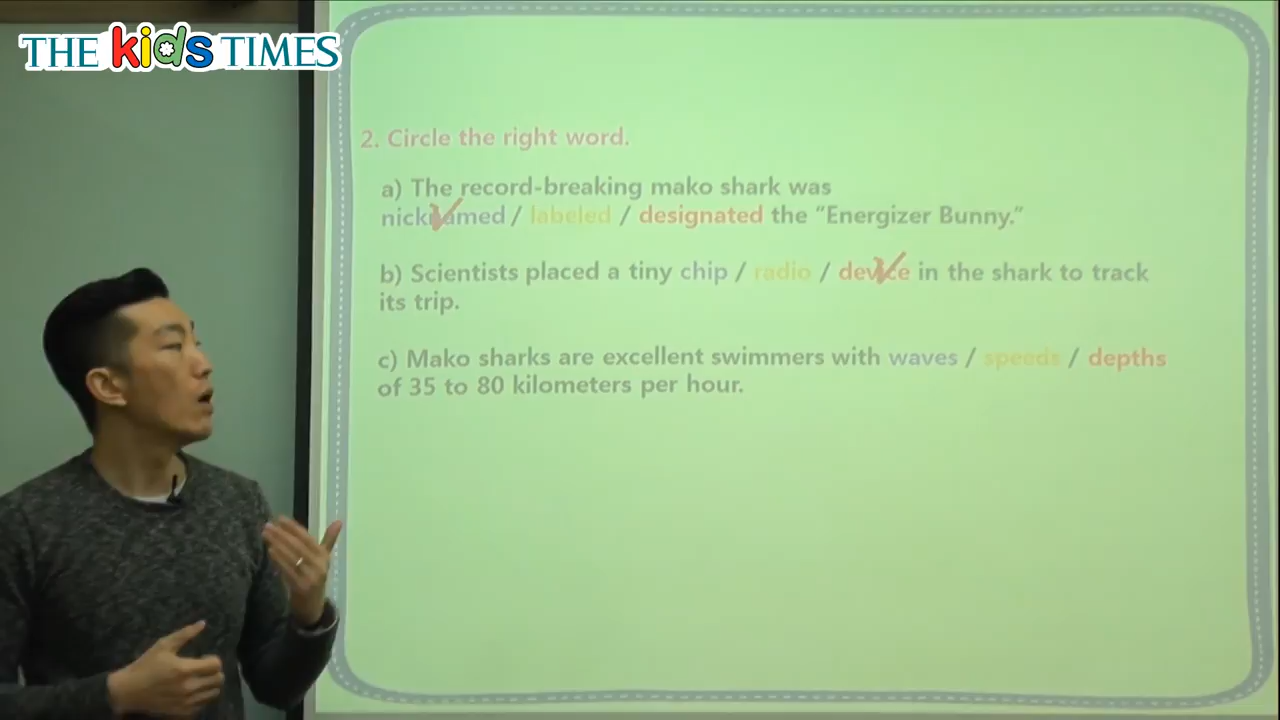 THE kids TIMES
2. Circle the right word.
a) The record-breaking mako shark was
nicknamed / labeled / designated the “Energizer Bunny.”
b) Scientists placed a tiny chip / radio / device in the shark to track
its trip.
c) Mako sharks are excellent swimmers with waves / speeds / depths
of 35 to 80 kilometers per hour.